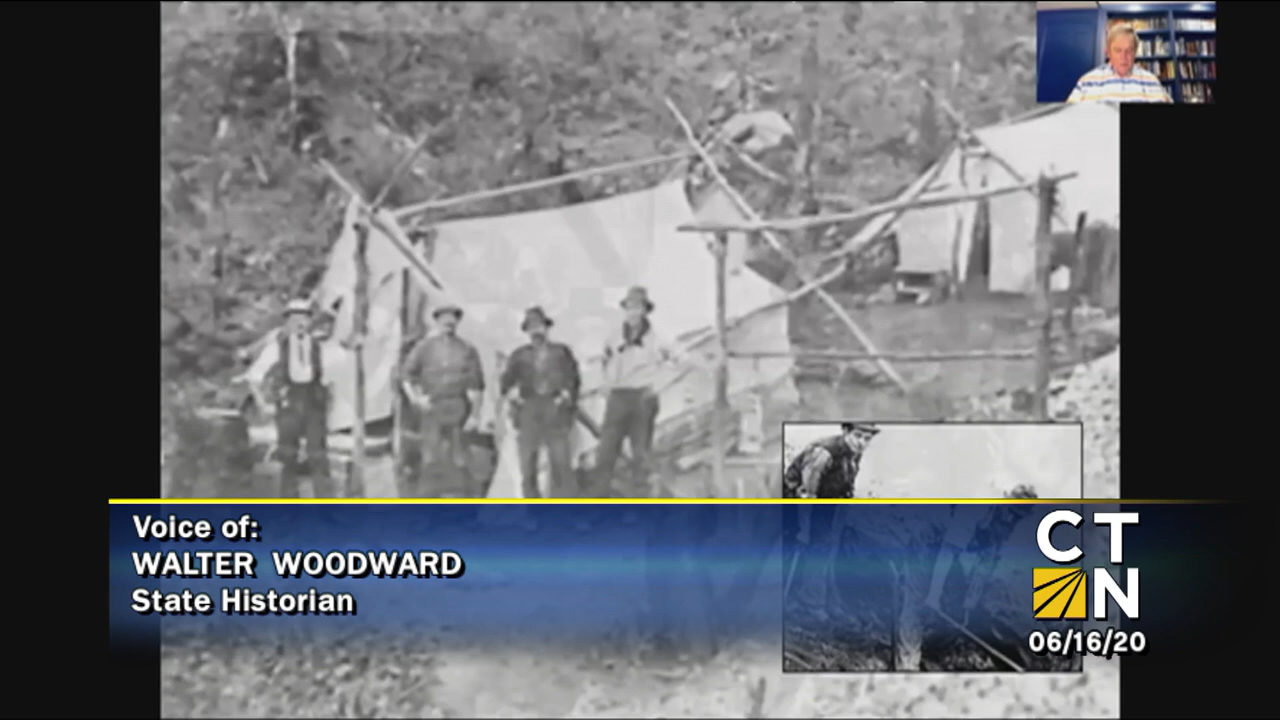 Voice of:
WALTER WOODWARD
State Historian
CT
N
06/16/20